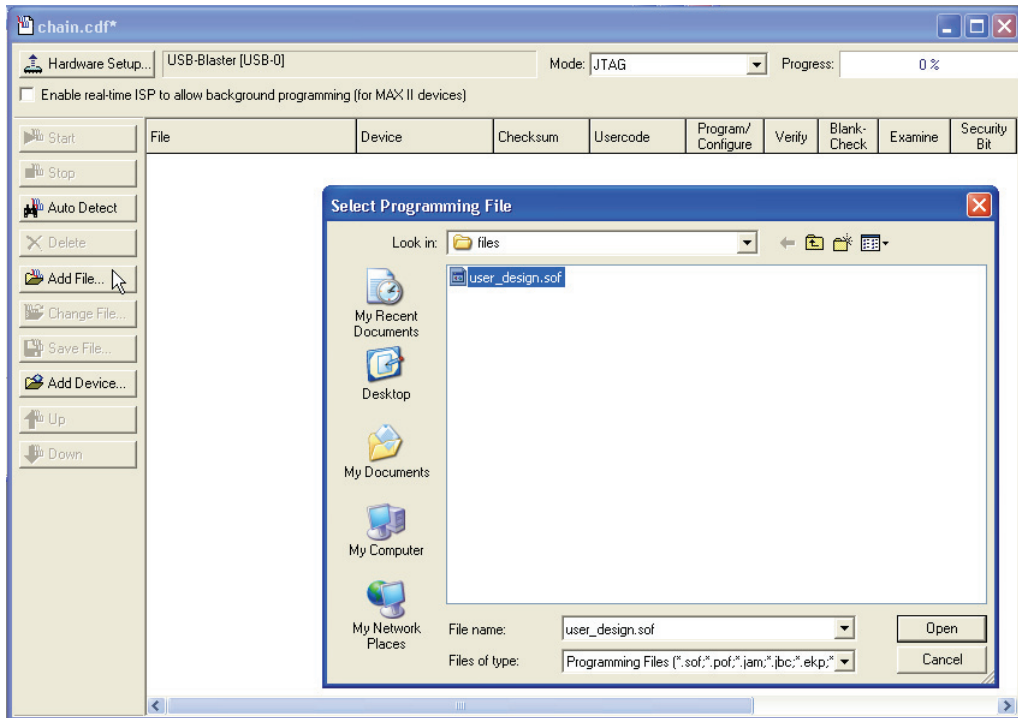 chain.cdf*
Hardware Setup... USB-Blaster [USB-0] Mode: JTAG Progress: 0 %
Enable real-time ISP to allow background programming (for MAX II devices)
File Device Checksum Usercode Program/ Configure Verify Blank- Check Examine Security Bit
Start
Stop
Auto Detect
Delete
Add File...
Change File...
Save File...
Add Device...
Up
Down
Select Programming File
Look in: files
user_design.sof
My Recent
Documents
Desktop
My Documents
My Computer
My Network
Places
File name: user_design.sof Open
Files of type: Programming Files (*.sof;*.pof;*.jam;*.jbc;*.ekp;* Cancel